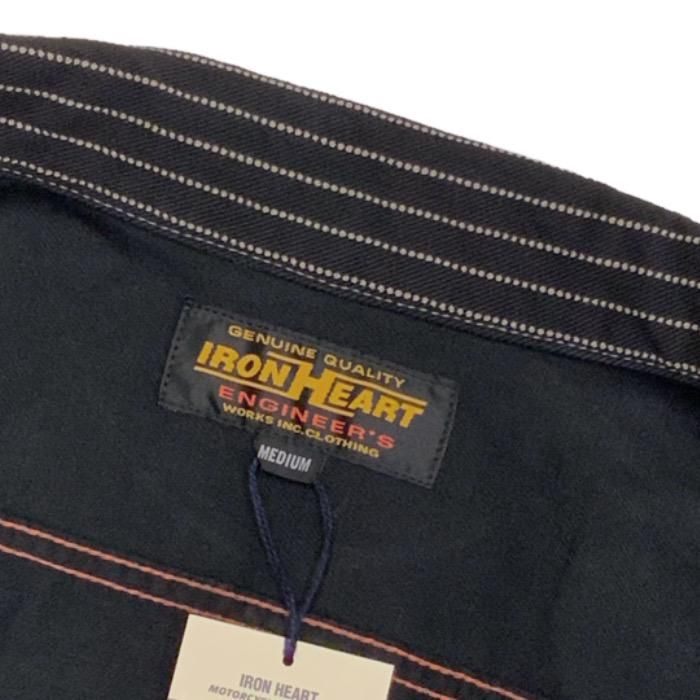 GENUINE QUALITY
IRON HEART
ENGINEER'S
WORKS INC.CLOTHING
MEDIUM
IRON HEART